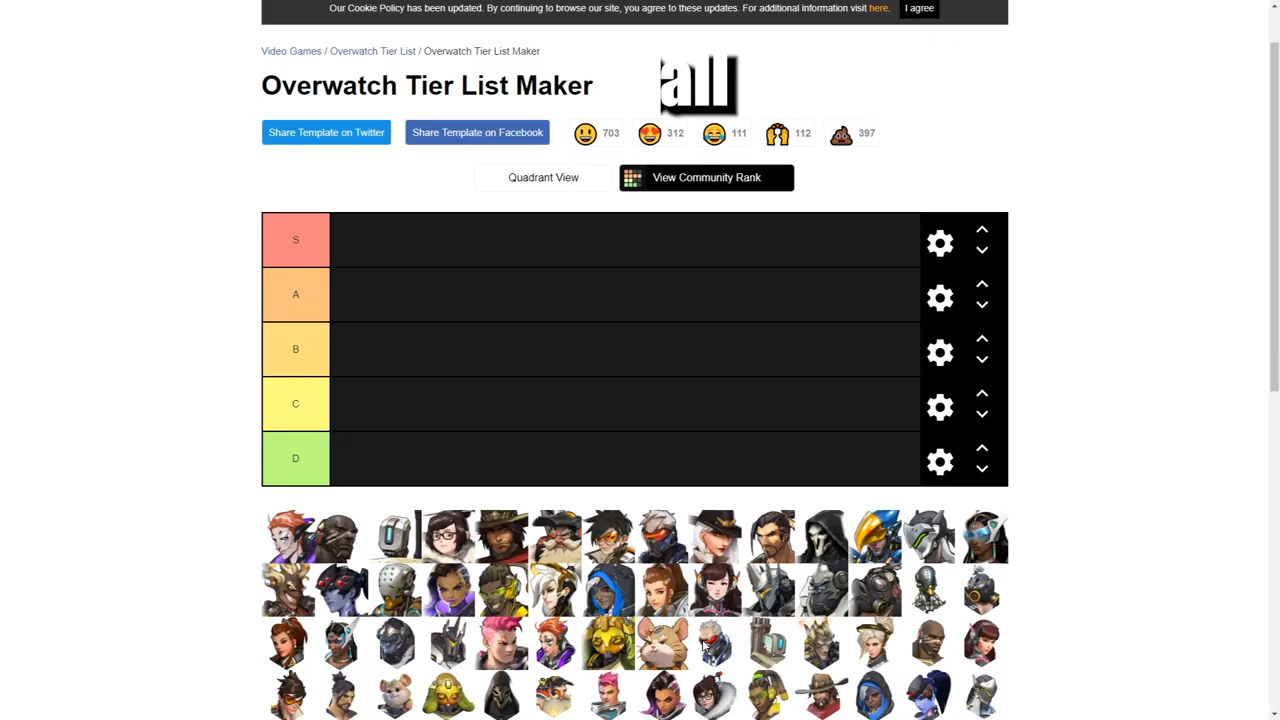 Our Cookie Policy has been updated. By continuing to browse our site, you agree to these updates. For additional information visit here. I agree
Video Games / Overwatch Tier List / Overwatch Tier List Maker
Overwatch Tier List Maker
all
Share Template on Twitter
Share Template on Facebook
703
312
111
112
397
Quadrant View
View Community Rank
S
A
B
C
D